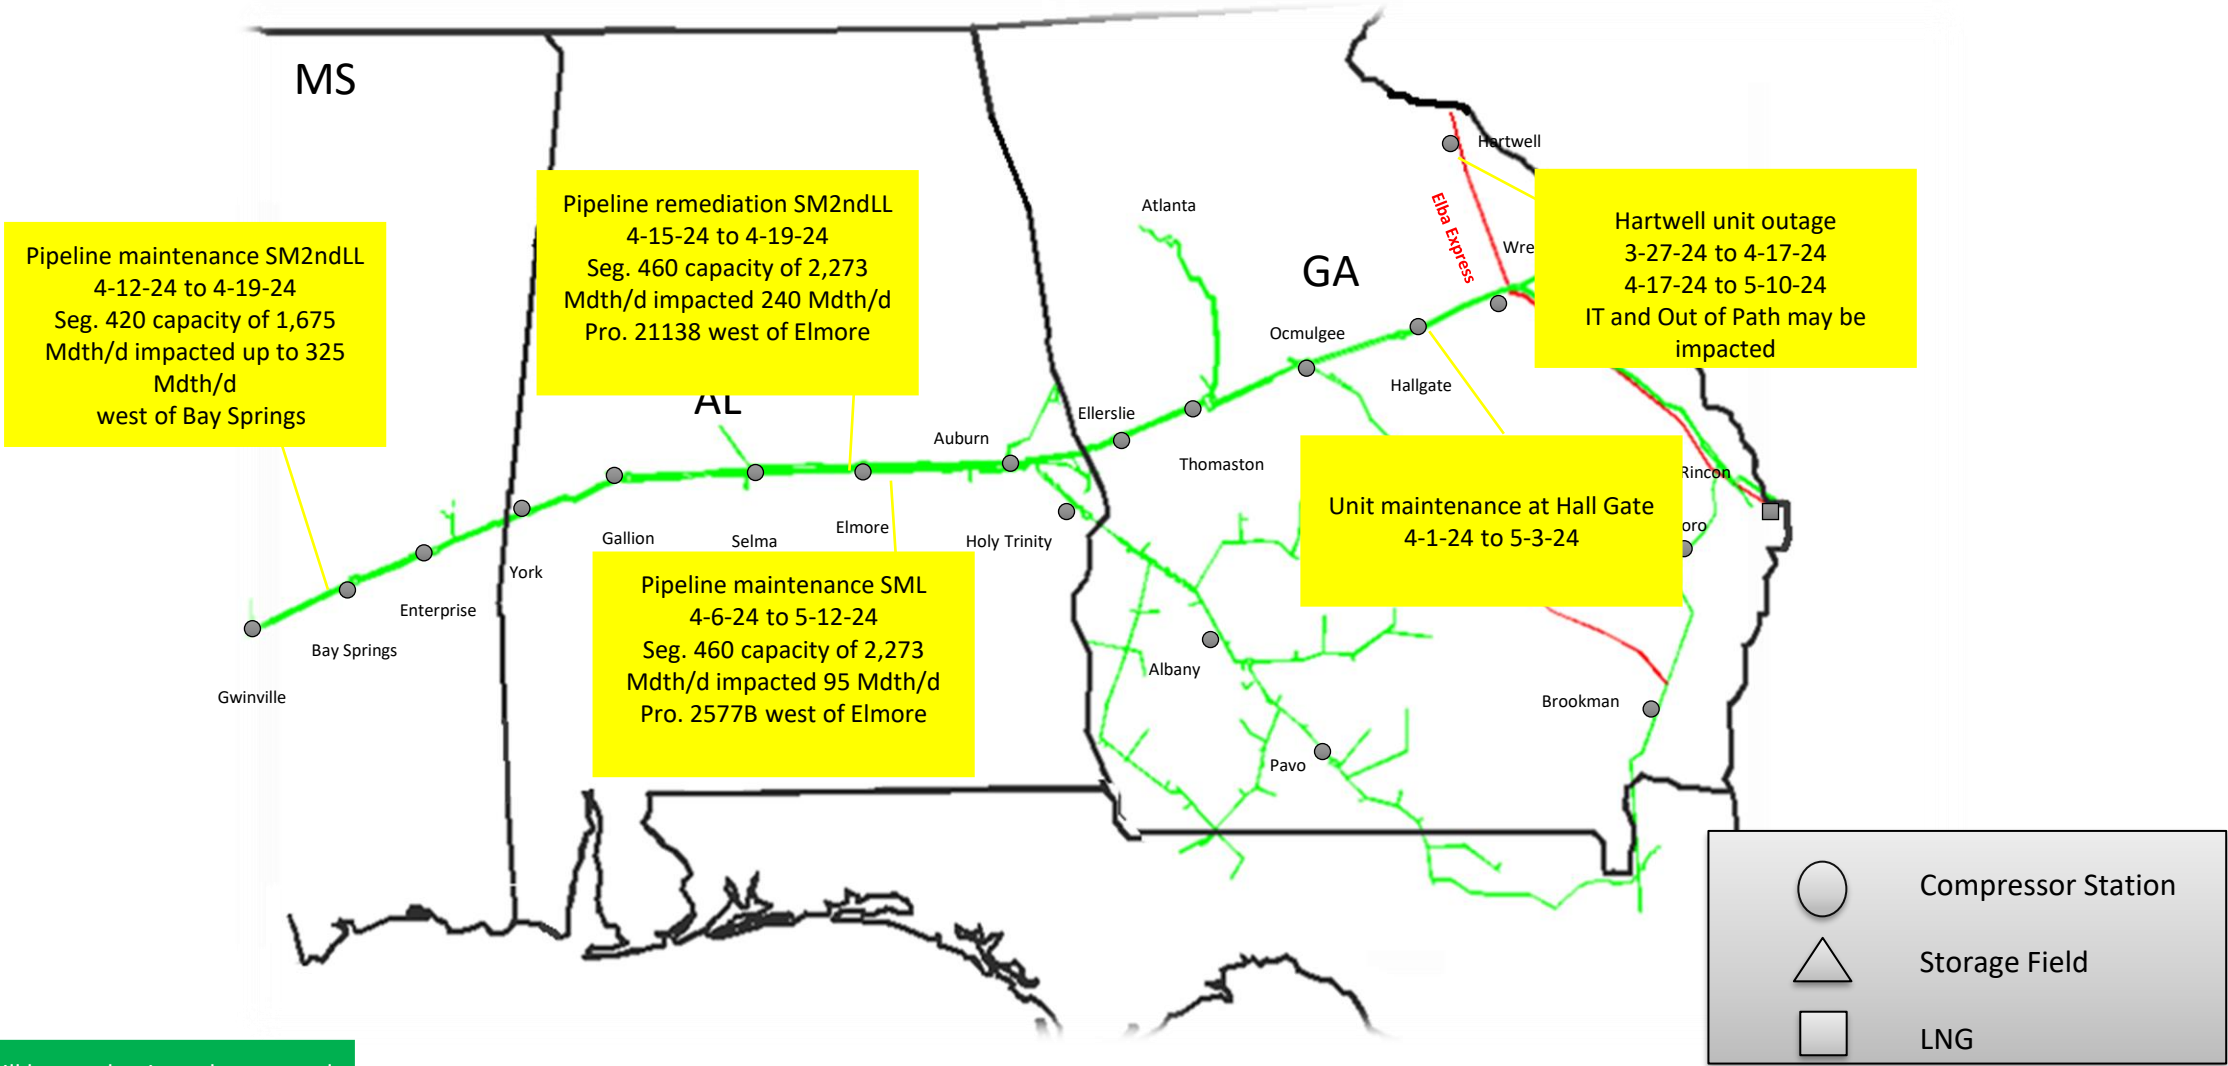 MS
Pipeline maintenance SM2ndLL
4-12-24 to 4-19-24
Seg. 420 capacity of 1,675
Mdth/d impacted up to 325
Mdth/d
west of Bay Springs
Pipeline remediation SM2ndLL
4-15-24 to 4-19-24
Seg. 460 capacity of 2,273
Mdth/d impacted 240 Mdth/d
Pro. 21138 west of Elmore
AL
Atlanta
GA
Hartwell
Elba Express
Wre
Hartwell unit outage
3-27-24 to 4-17-24
4-17-24 to 5-10-24
IT and Out of Path may be
impacted
Ocmulgee
Hallgate
Ellerslie
Auburn
Thomaston
Rincon
oro
Unit maintenance at Hall Gate
4-1-24 to 5-3-24
Gallion
Selma
Elmore
Holy Trinity
York
Enterprise
Bay Springs
Gwinville
Pipeline maintenance SML
4-6-24 to 5-12-24
Seg. 460 capacity of 2,273
Mdth/d impacted 95 Mdth/d
Pro. 2577B west of Elmore
Albany
Brookman
Pavo
Compressor Station
Storage Field
LNG